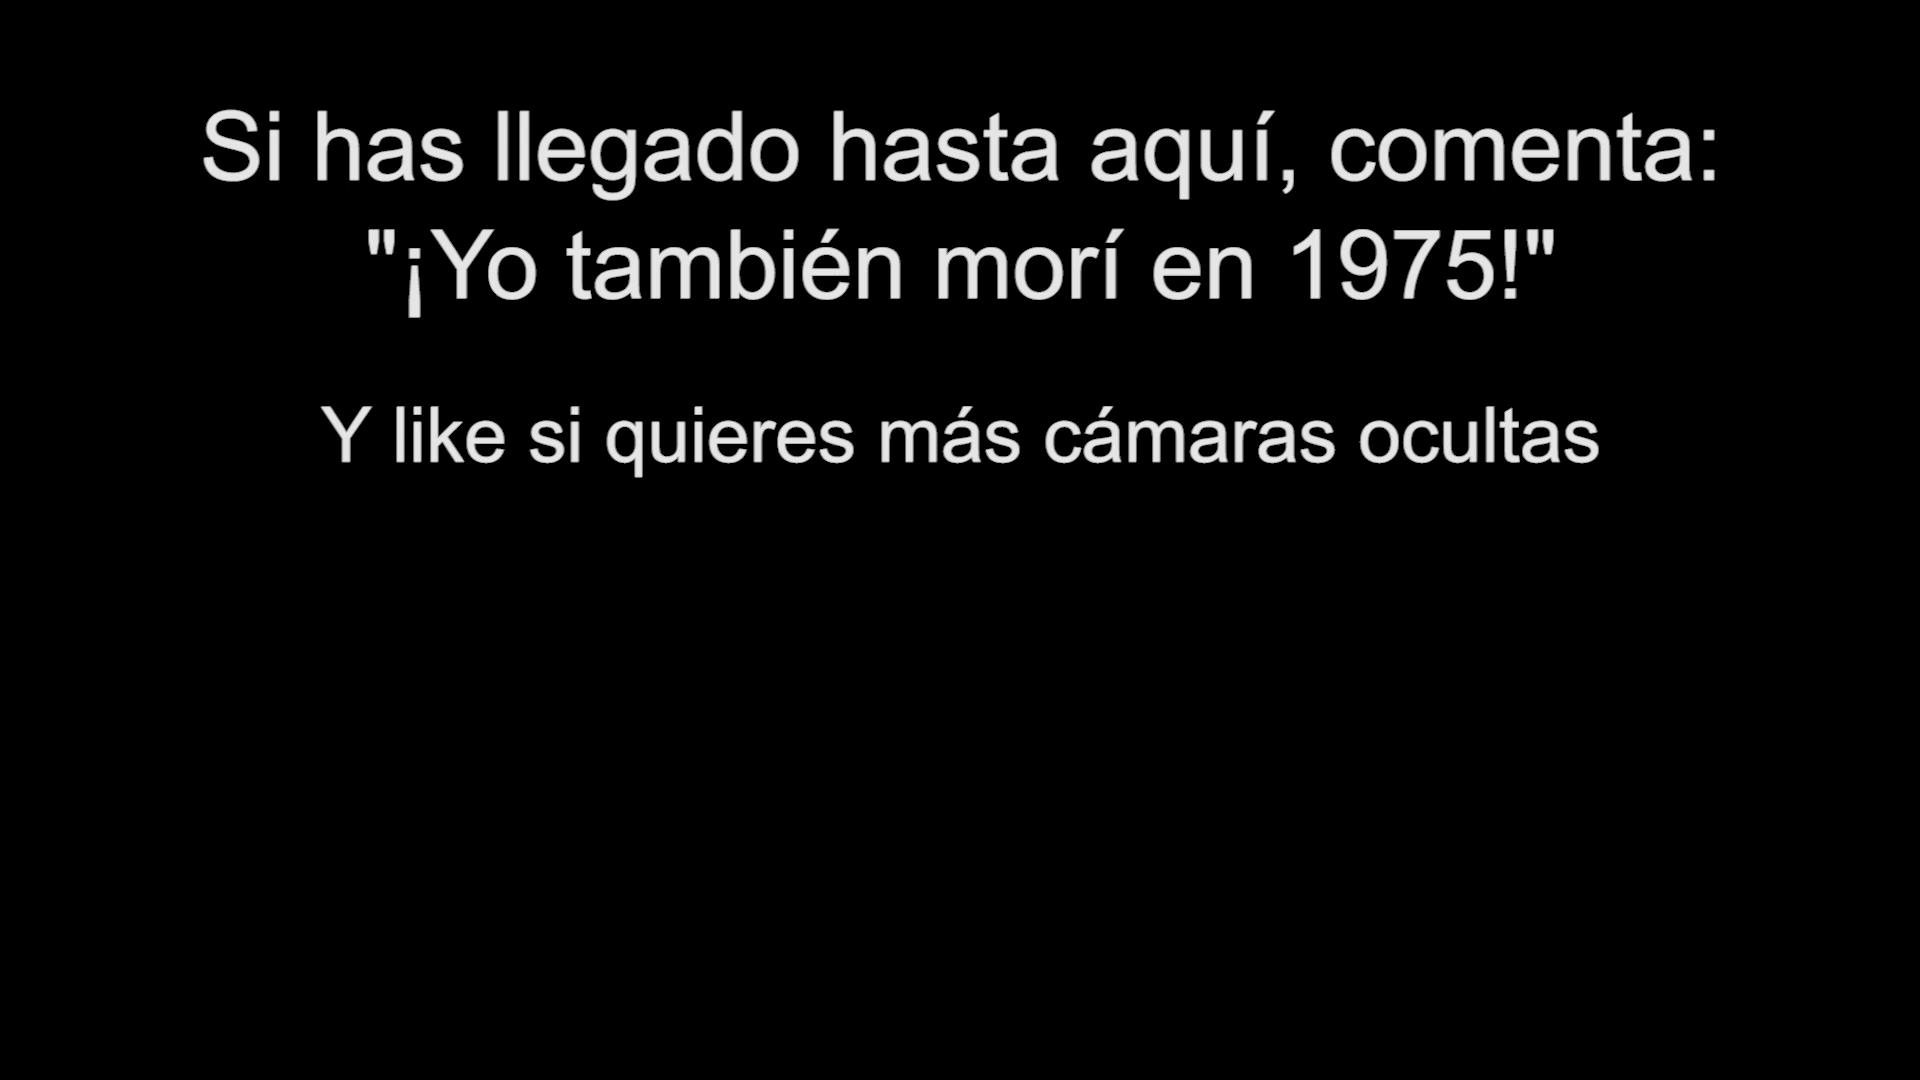 Si has llegado hasta aquí, comenta:
"¡Yo también morí en 1975!"
Y like si quieres más cámaras ocultas